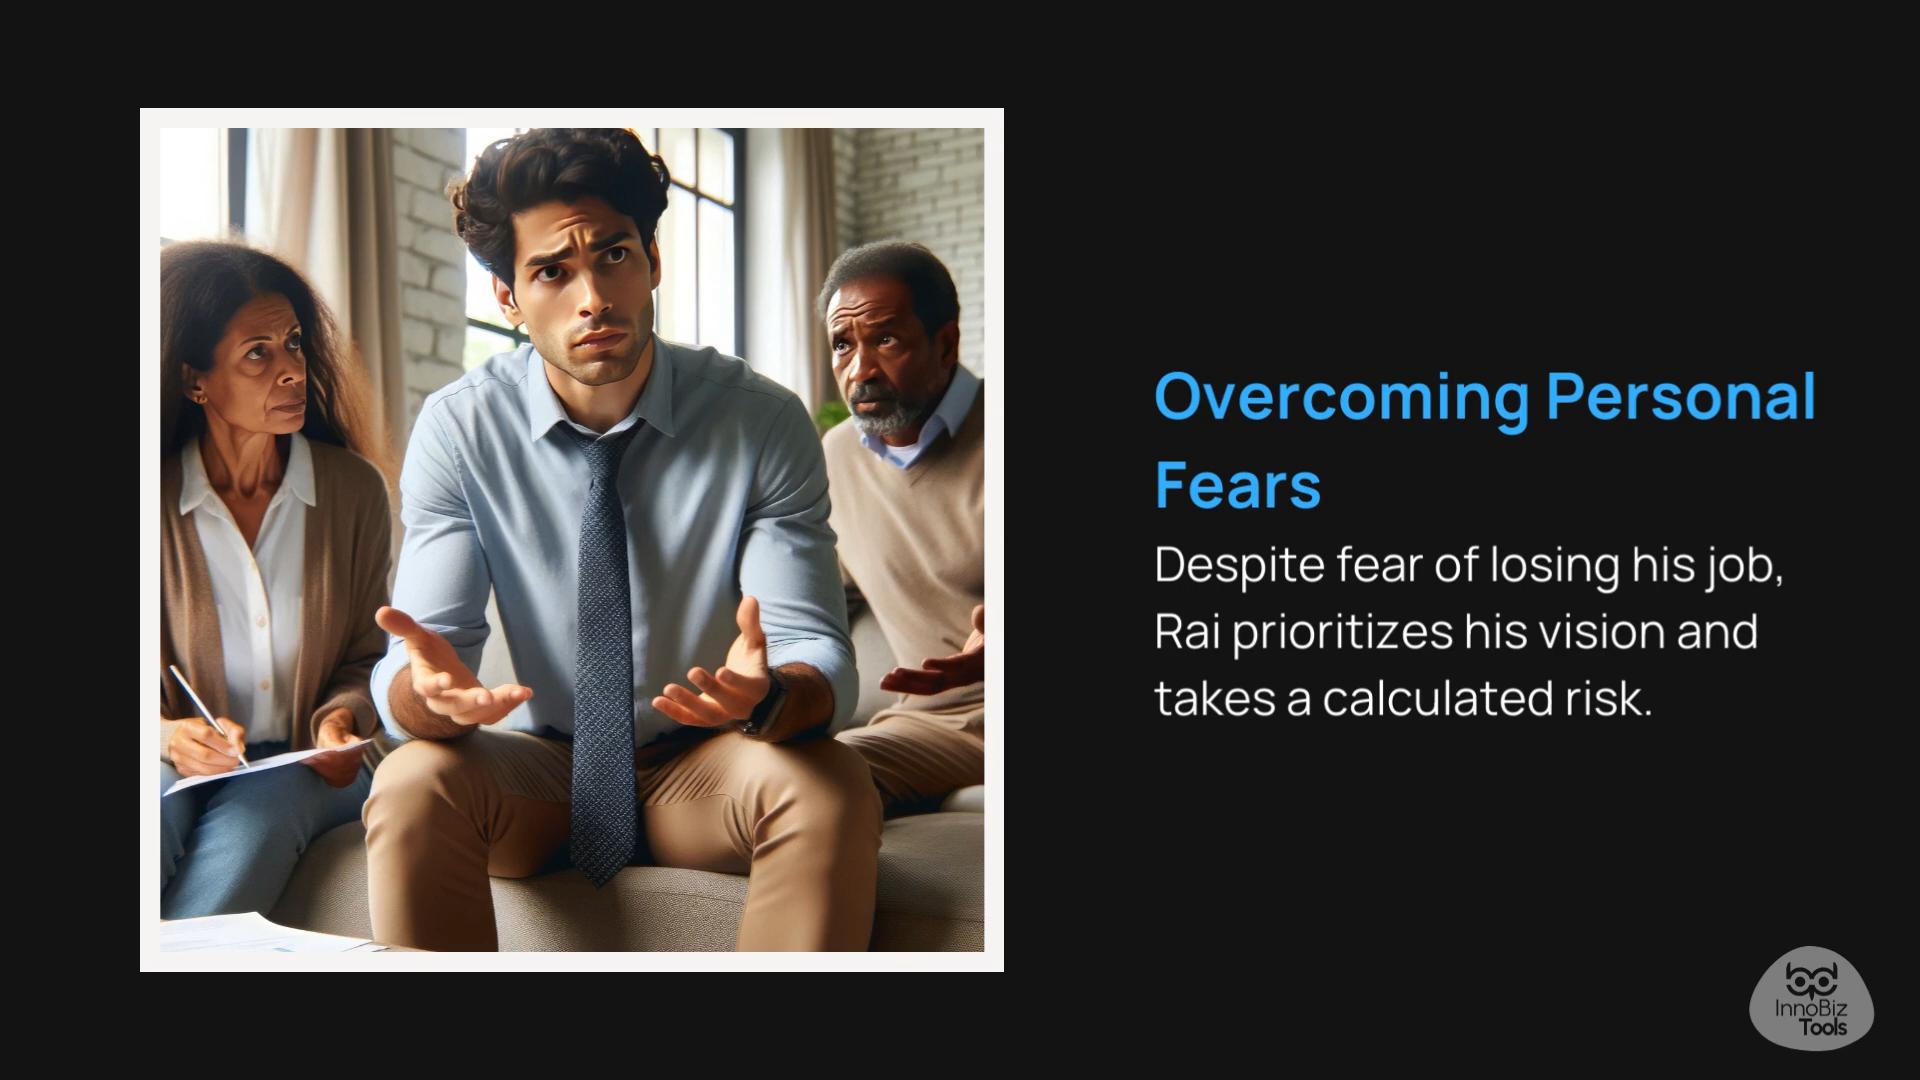 Overcoming Personal
Fears
Despite fear of losing his job,
Rai prioritizes his vision and
takes a calculated risk.
InnoBiz
Tools